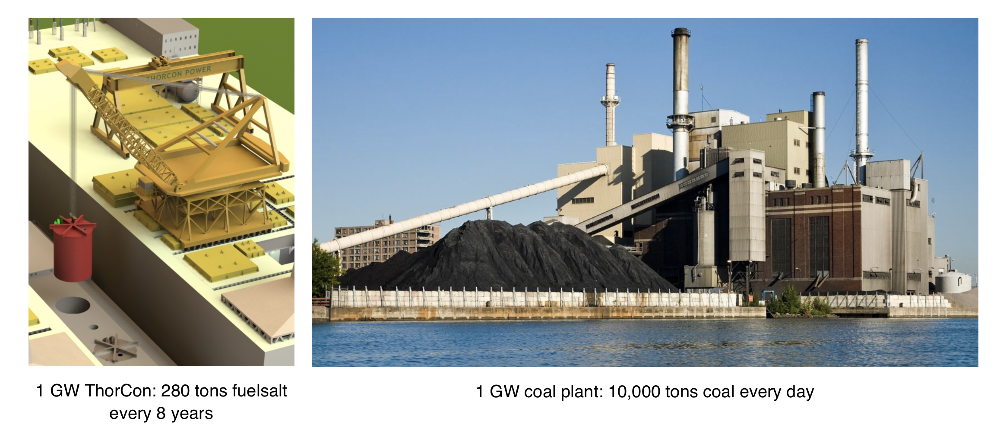 THORCON POWER
1 GW ThorCon: 280 tons fuelsalt
every 8 years
1 GW coal plant: 10,000 tons coal every day